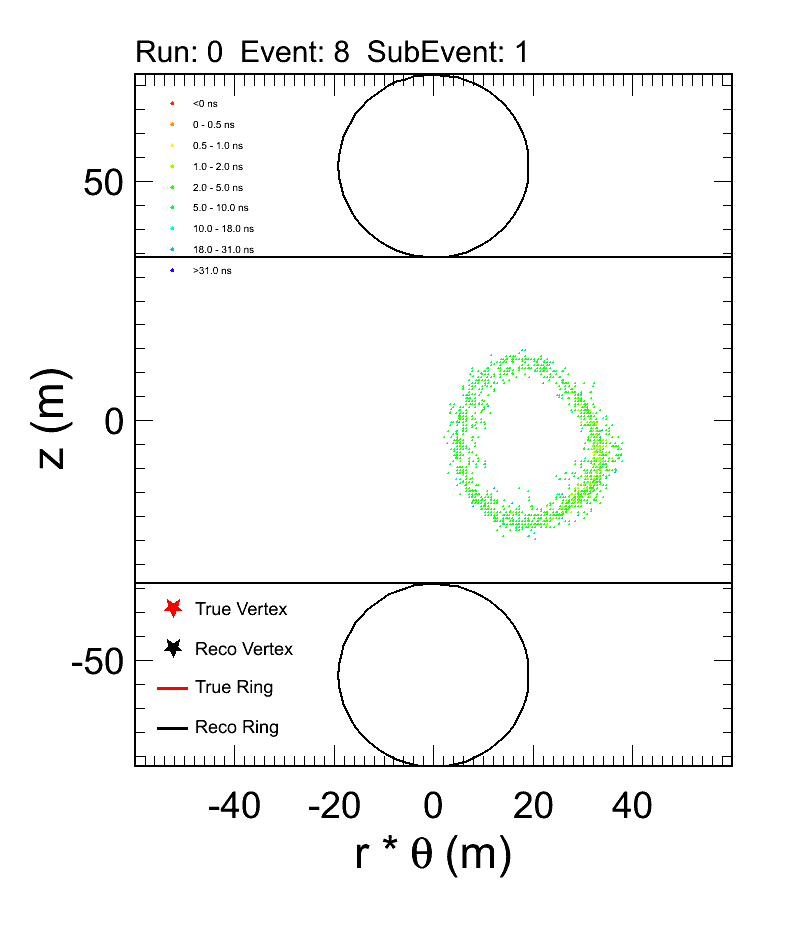 Run: 0 Event: 8 SubEvent: 1
<0 ns
0 - 0.5 ns
0.5 - 1.0 ns
1.0 - 2.0 ns
2.0 - 5.0 ns
5.0 - 10.0 ns
10.0 - 18.0 ns
18.0 - 31.0 ns
>31.0 ns
50
0
-50
z (m)
True Vertex
Reco Vertex
True Ring
Reco Ring
-40 -20 0 20 40
r * θ (m)